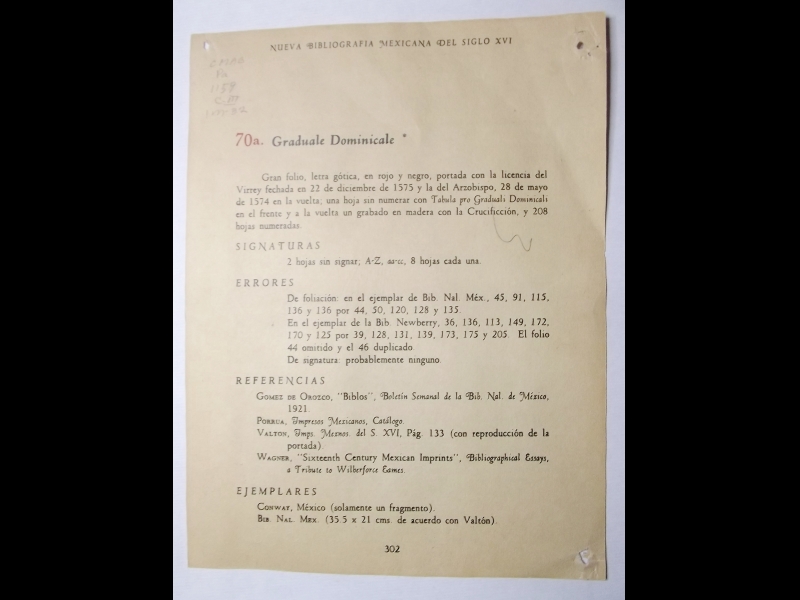 NUEVA BIBLIOGRAFIA MEXICANA DEL SIGLO XVI
1159
70a. Graduale Dominicale *
Gran folio, letra gótica, en rojo y negro, portada con la licencia del
Virrey fechada en 22 de diciembre de 1575 y la del Arzobispo, 28 de mayo
de 1574 en la vuelta; una hoja sin numerar con Tabula pro Graduali Dominicali
en el frente y a la vuelta un grabado en madera con la Crucificción, y 208
hojas numeradas.
SIGNATURAS
2 hojas sin signar; A-Z, aa-cc, 8 hojas cada una.
ERRORES
De foliación: en el ejemplar de Bib. Nal. Méx., 45, 91, 115,
136 y 136 por 44, 50, 120, 128 y 135.
En el ejemplar de la Bib. Newberry, 36, 136, 113, 149, 172,
170 y 125 por 39, 128, 131, 139, 173, 175 y 205. El folio
44 omitido y el 46 duplicado.
De signatura: probablemente ninguno.
REFERENCIAS
GOMEZ DE OROZCO, "Biblos", Boletín Semanal de la Bib. Nal. de México,
1921.
PORRUA, Impresos Mexicanos, Catálogo.
VALTON, Imps. Mexnos. del S. XVI, Pág. 133 (con reproducción de la
portada).
WAGNER, "Sixteenth Century Mexican Imprints", Bibliographical Essays,
a Tribute to Wilberforce Eames.
EJEMPLARES
CONWAY, México (solamente un fragmento).
BIB. NAL. MEX. (35.5 x 21 cms. de acuerdo con Valtón).
302